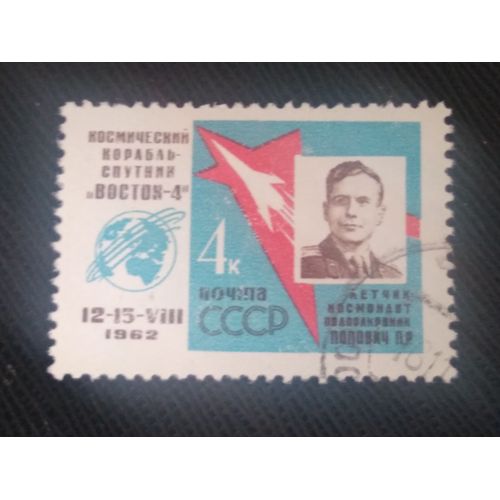 КОСМИЧЕСКИЙ
КОРАБЛЬ-
СПУТНИК
„ВОСТОК-4"
12-15-VIII
1962
4к
ПОЧТА
СССР
ЛЕТЧИК
КОСМОНАВТ
ПОДПОЛКОВНИК
ПОПОВИЧ П.Р.